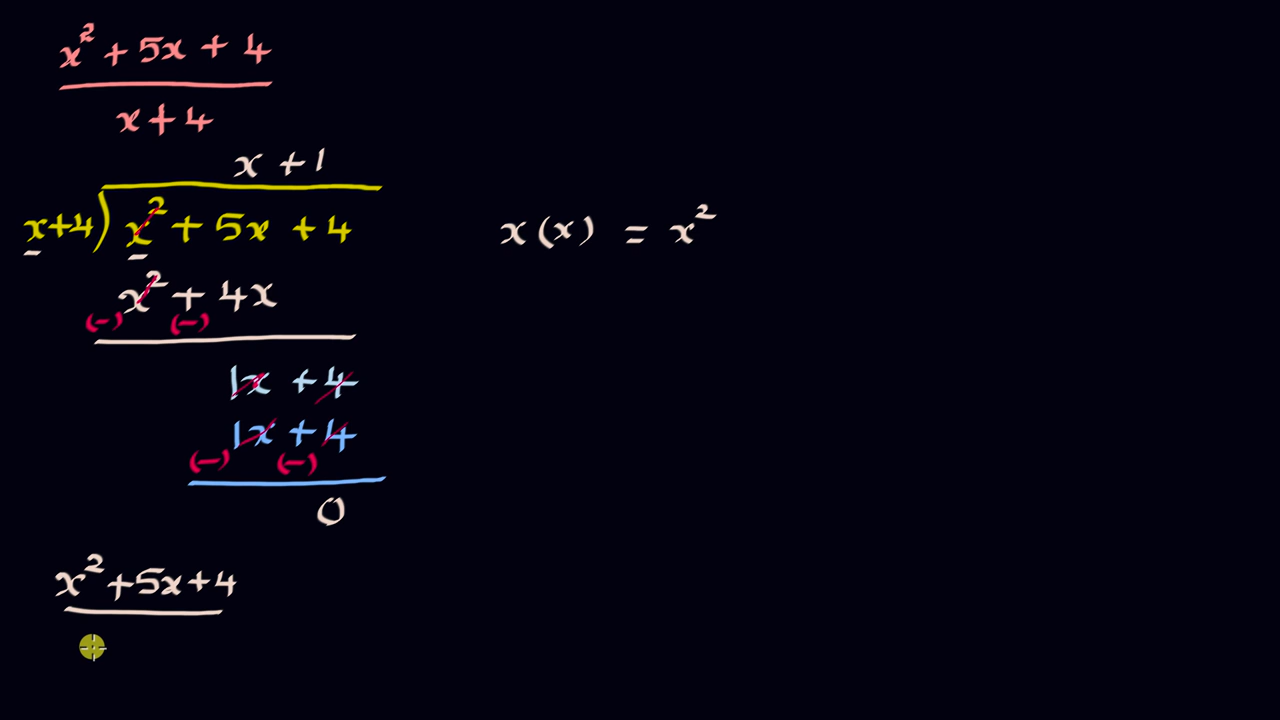 x² + 5x + 4
x + 4
x + 1
x+4) x² + 5x + 4
x(x) = x²
x² + 4x
(-) (-)
1x + 4
1x + 4
(-) (-)
0
x² + 5x + 4